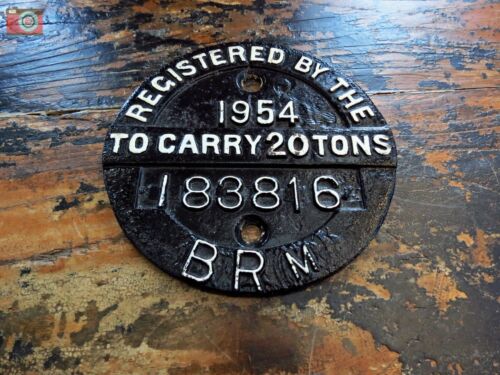 REGISTERED BY THE
1954
TO CARRY 20 TONS
183816
BR M